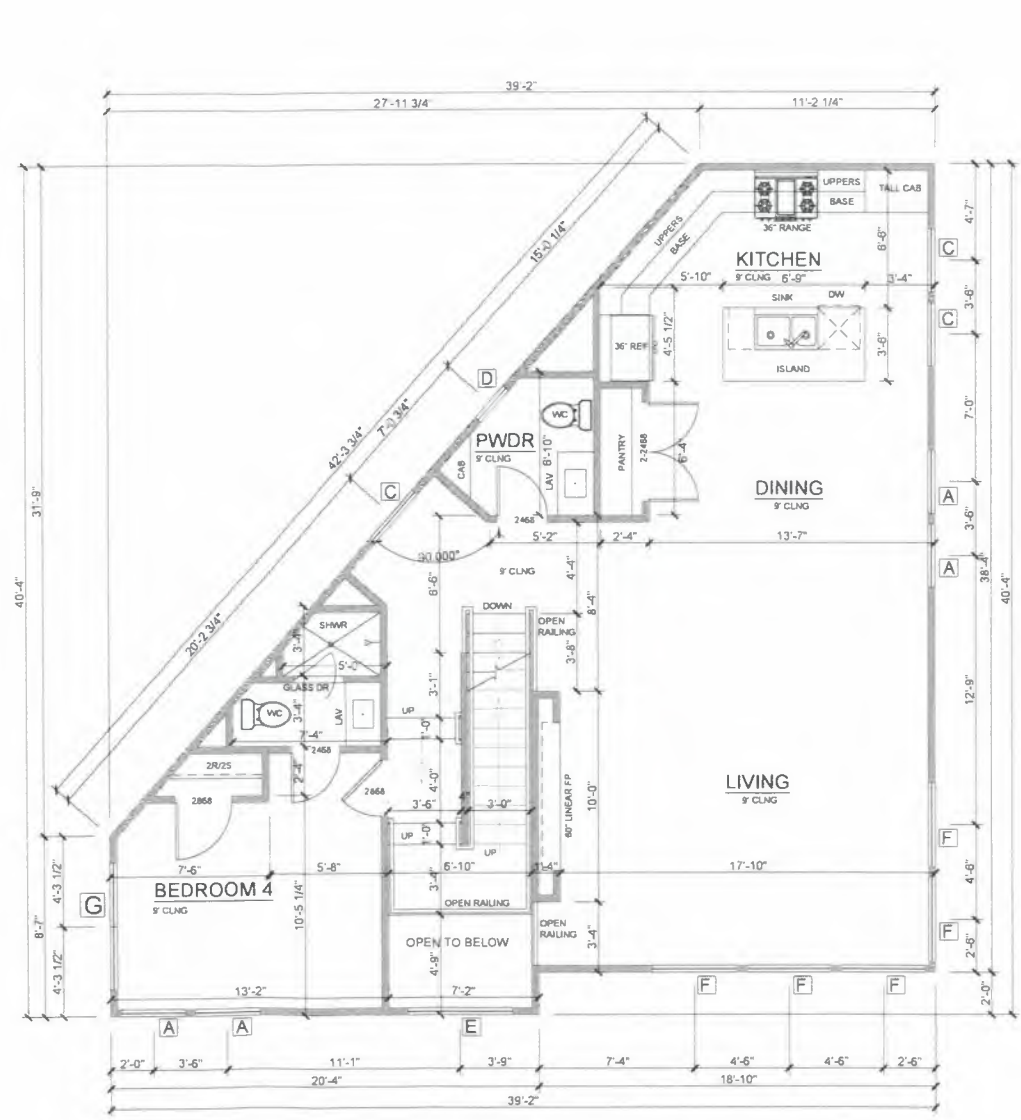 39'-2"
27'-11 3/4"
11'-2 1/4"
15'-0 1/4"
7'-0 3/4"
42'-3 3/4"
20'-2 3/4"
31'-9"
40'-4"
8'-7"
4'-3 1/2"
4'-3 1/2"
UPPERS
BASE
TALL CAB
36" RANGE
UPPERS
BASE
6'-6"
KITCHEN
9' CLNG
5'-10"
3'-4"
SINK
DW
36" REF
4'-5 1/2"
ISLAND
3'-6"
4'-7"
C
3'-6"
C
7'-0"
D
C
PWDR
9' CLNG
WC
CAB
LAV
6'-10"
PANTRY
2-2468
6'-4"
DINING
9' CLNG
A
3'-6"
A
38'-4"
40'-4"
2468
5'-2"
2'-4"
13'-7"
90.000°
9' CLNG
6'-6"
4'-4"
8'-4"
DOWN
OPEN
RAILING
3'-8"
SHWR
3'-4"
5'-0"
GLASS DR
WC
3'-4"
LAV
7'-4"
2468
3'-1"
UP
1'-0"
12'-9"
2R/2S
2'-4"
2868
2668
4'-0"
3'-6"
3'-0"
60" LINEAR FP
10'-0"
LIVING
9' CLNG
UP
1'-0"
UP
F
4'-6"
7'-6"
5'-8"
6'-10"
17'-10"
BEDROOM 4
9' CLNG
G
10'-5 1/4"
OPEN RAILING
OPEN
RAILING
3'-4"
OPEN TO BELOW
4'-9"
F
2'-6"
13'-2"
7'-2"
2'-0"
A
A
E
F
F
F
2'-0"
3'-6"
11'-1"
3'-9"
7'-4"
4'-6"
4'-6"
2'-6"
20'-4"
18'-10"
39'-2"